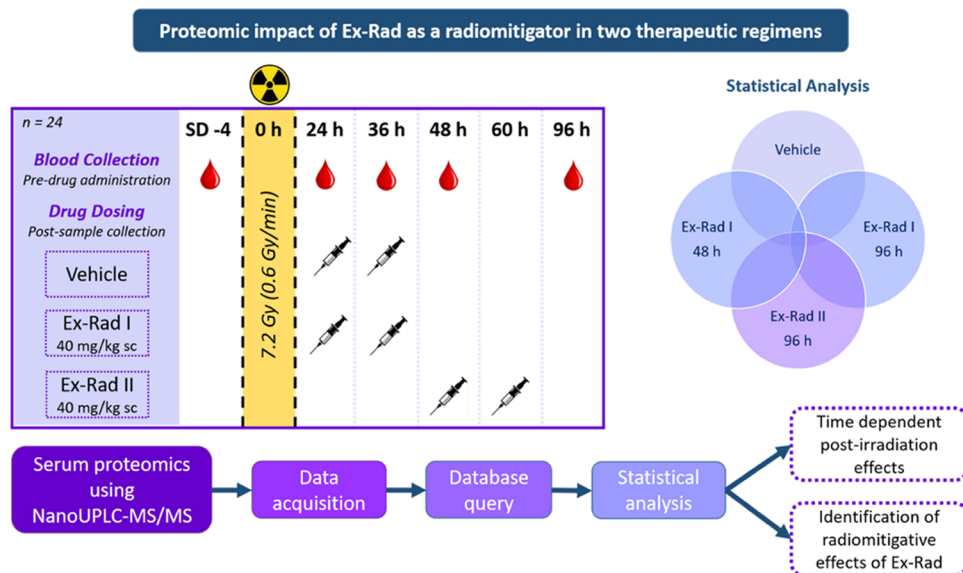 Proteomic impact of Ex-Rad as a radiomitigator in two therapeutic regimens
n = 24
SD -4
0 h
24 h
36 h
48 h
60 h
96 h
Blood Collection
Pre-drug administration
Drug Dosing
Post-sample collection
Vehicle
Ex-Rad I
40 mg/kg sc
Ex-Rad II
40 mg/kg sc
7.2 Gy (0.6 Gy/min)
Statistical Analysis
Vehicle
Ex-Rad I
48 h
Ex-Rad I
96 h
Ex-Rad II
96 h
Serum proteomics
using
NanoUPLC-MS/MS
Data
acquisition
Database
query
Statistical
analysis
Time dependent
post-irradiation
effects
Identification of
radiomitigative
effects of Ex-Rad